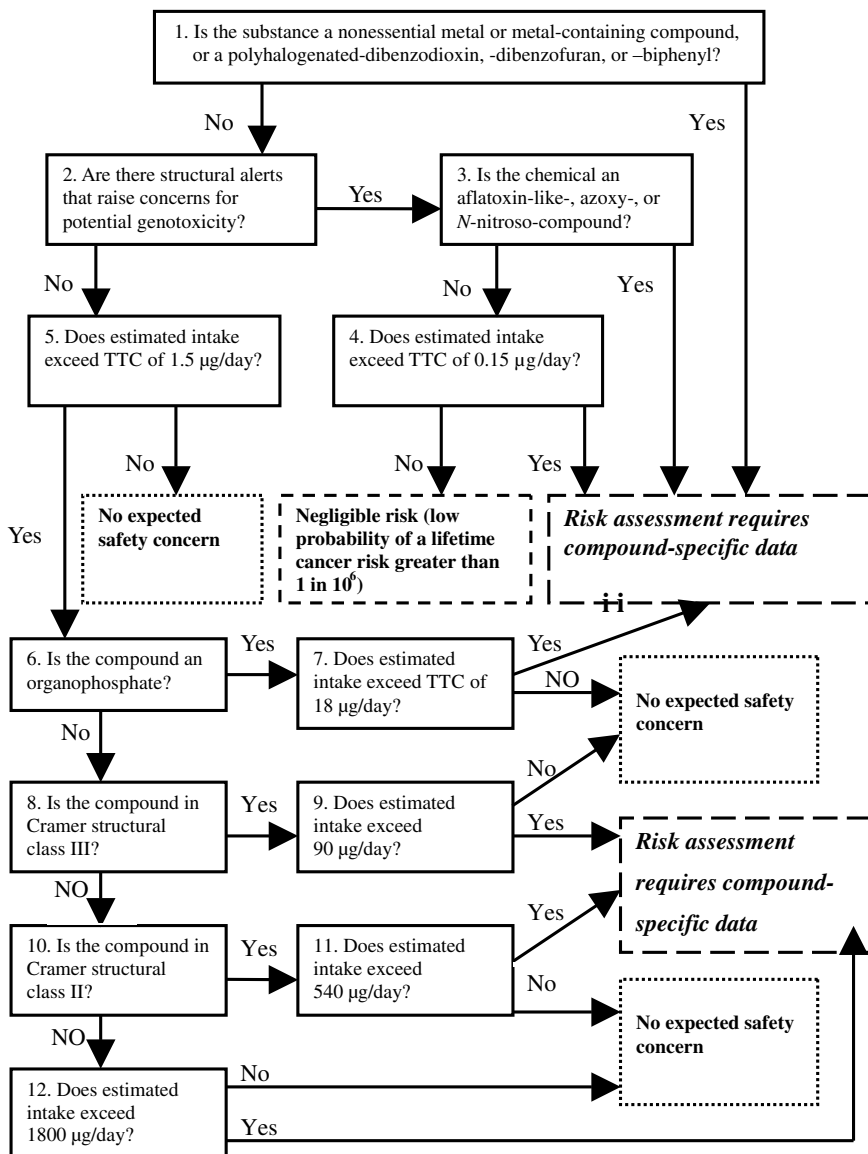 1. Is the substance a nonessential metal or metal-containing compound,
or a polyhalogenated-dibenzodioxin, -dibenzofuran, or –biphenyl?
No
Yes
2. Are there structural alerts
that raise concerns for
potential genotoxicity?
Yes
3. Is the chemical an
aflatoxin-like-, azoxy-, or
N-nitroso-compound?
No
No
Yes
5. Does estimated intake
exceed TTC of 1.5 µg/day?
4. Does estimated intake
exceed TTC of 0.15 µg/day?
No
No
Yes
Yes
No expected
safety concern
Negligible risk (low
probability of a lifetime
cancer risk greater than
1 in 10⁶)
Risk assessment requires
compound-specific data
i i
6. Is the compound an
organophosphate?
Yes
7. Does estimated
intake exceed TTC of
18 µg/day?
Yes
NO
No expected safety
concern
No
8. Is the compound in
Cramer structural
class III?
Yes
9. Does estimated
intake exceed
90 µg/day?
No
Yes
Risk assessment
requires compound-
specific data
NO
10. Is the compound in
Cramer structural
class II?
Yes
11. Does estimated
intake exceed
540 µg/day?
Yes
No
No expected safety
concern
NO
12. Does estimated
intake exceed
1800 µg/day?
No
Yes